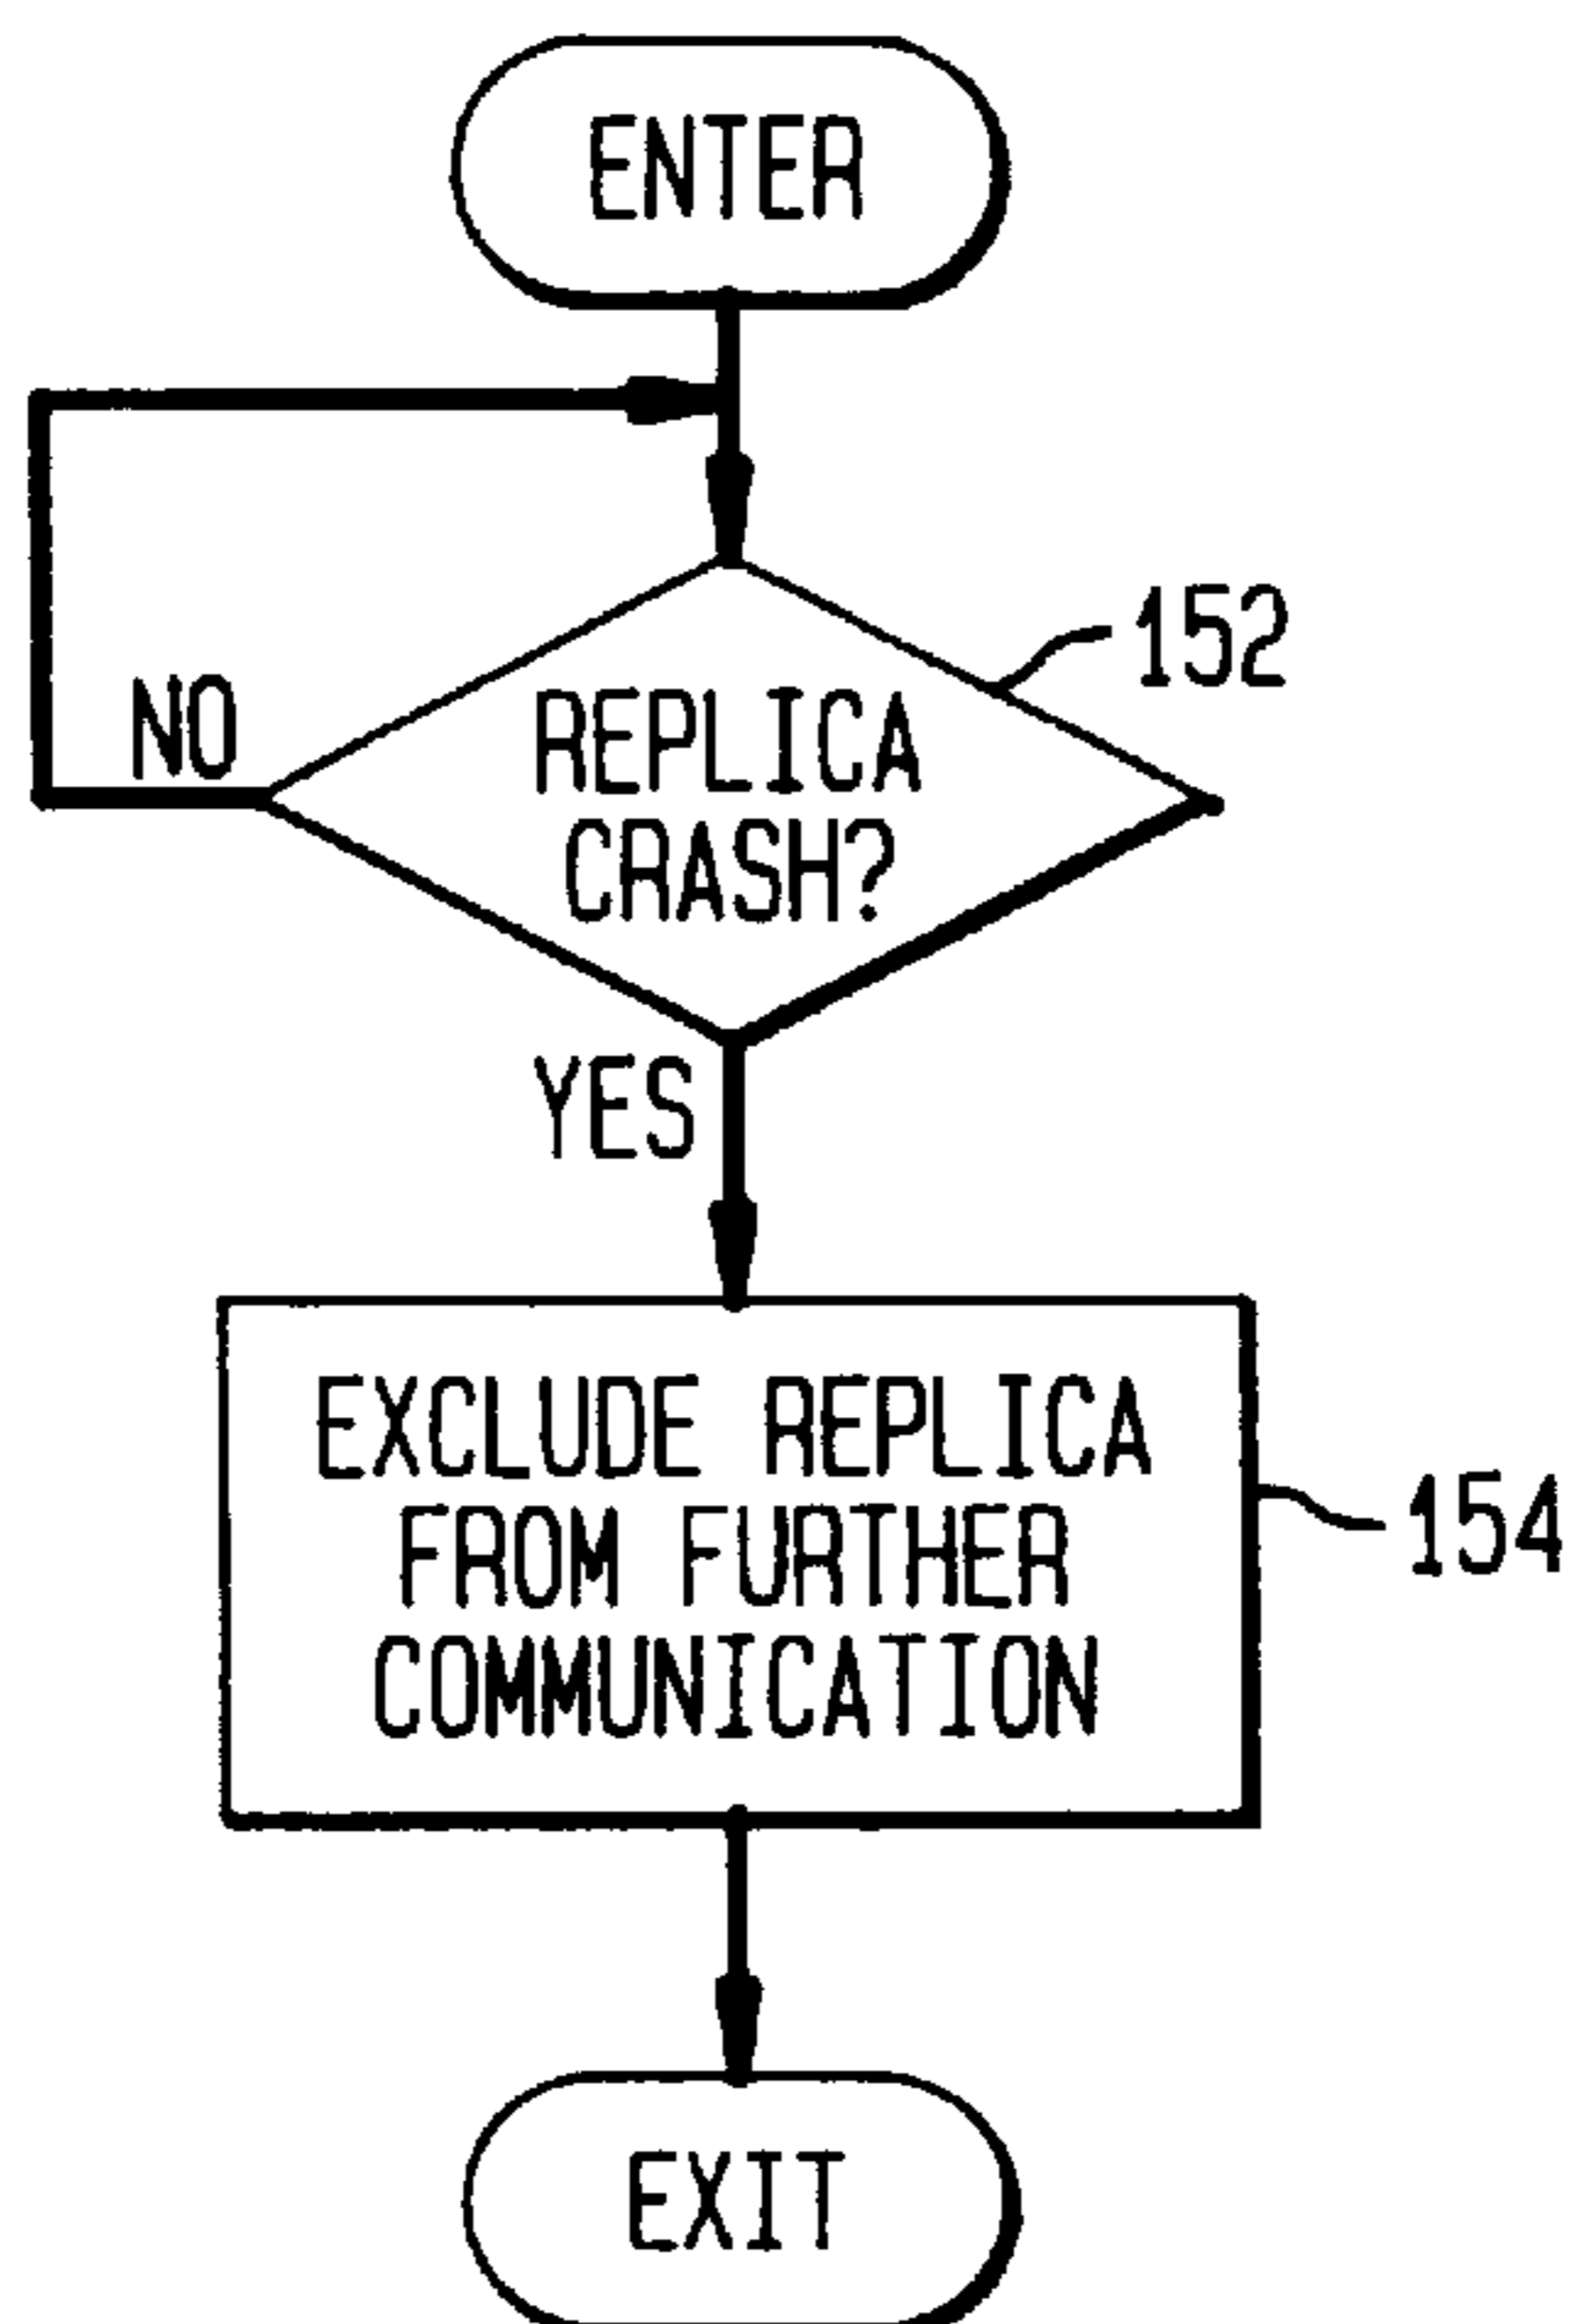 ENTER
152
NO
REPLICA
CRASH?
YES
EXCLUDE REPLICA
FROM FURTHER
COMMUNICATION
154
EXIT